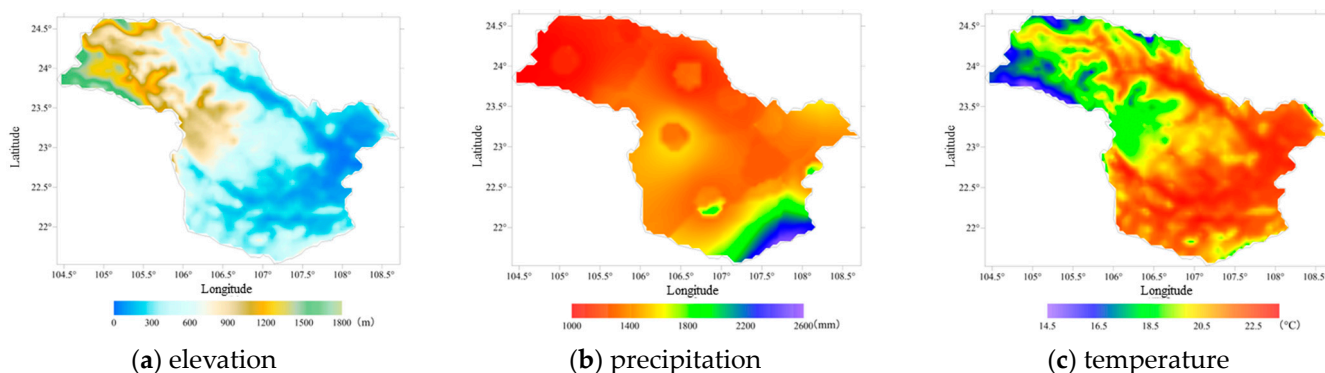 24.5°
24°
23.5°
23°
22.5°
22°
Latitude
104.5° 105° 105.5° 106° 106.5° 107° 107.5° 108° 108.5°
Longitude
0 300 600 900 1200 1500 1800 (m)
(a) elevation
24.5°
24°
23.5°
23°
22.5°
22°
Latitude
104.5° 105° 105.5° 106° 106.5° 107° 107.5° 108° 108.5°
Longitude
1000 1400 1800 2200 2600(mm)
(b) precipitation
24.5°
24°
23.5°
23°
22.5°
22°
Latitude
104.5° 105° 105.5° 106° 106.5° 107° 107.5° 108° 108.5°
Longitude
14.5 16.5 18.5 20.5 22.5 (°C)
(c) temperature